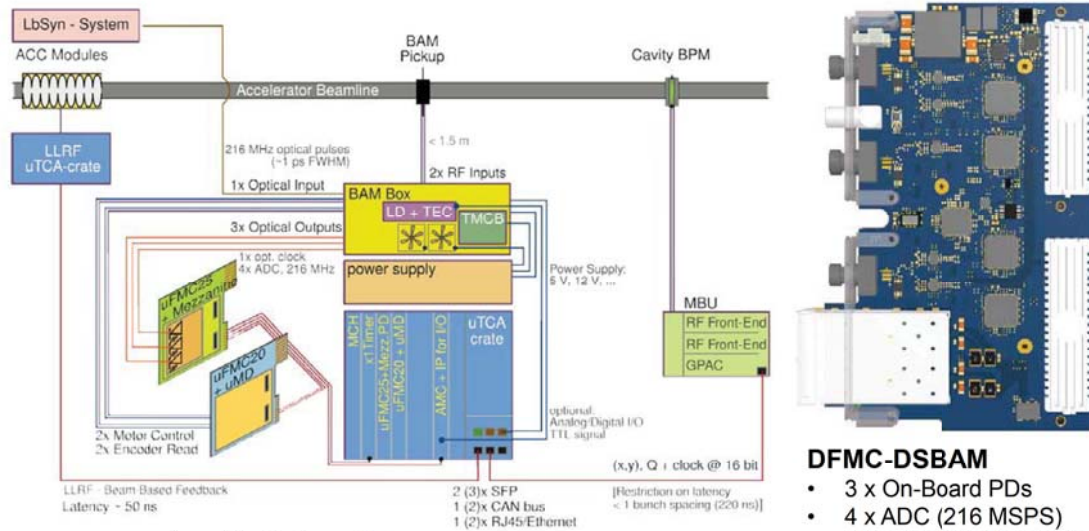 LbSyn - System
ACC Modules
BAM
Pickup
Cavity BPM
Accelerator Beamline
LLRF
uTCA-crate
216 MHz optical pulses
(~1 ps FWHM)
< 1.5 m
1x Optical Input
2x RF Inputs
BAM Box
LD + TEC
TMCB
3x Optical Outputs
1x opt. clock
4x ADC, 216 MHz
power supply
Power Supply:
5 V, 12 V, ...
uFMC25
+ Mezzanine
uFMC20
+ uMD
MCH
x1Timer
uFMC25+Mezz.PD
uFMC20 + uMD
AMC + IP for I/O
uTCA
crate
MBU
RF Front-End
RF Front-End
GPAC
optional:
Analog/Digital I/O
TTL signal
2x Motor Control
2x Encoder Read
LLRF - Beam-Based Feedback
Latency ~ 50 ns
2 (3)x SFP
1 (2)x CAN bus
1 (2)x RJ45/Ethernet
(x,y), Q + clock @ 16 bit
[Restriction on latency
< 1 bunch spacing (220 ns)]
DFMC-DSBAM
• 3 x On-Board PDs
• 4 x ADC (216 MSPS)